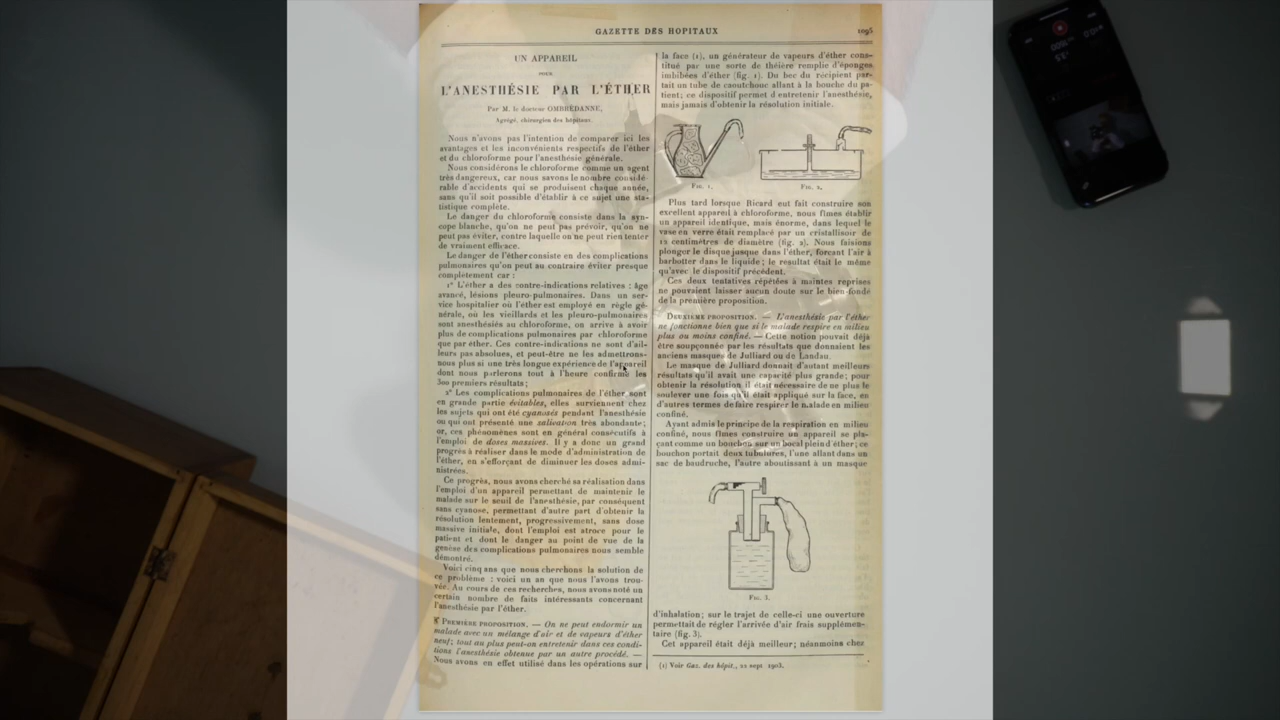 GAZETTE DES HOPITAUX
1095
UN APPAREIL
POUR
L'ANESTHÉSIE PAR L'ÉTHER
Par M. le docteur OMBRÉDANNE,
Agrégé, chirurgien des hôpitaux.
Nous n'avons pas l'intention de comparer ici les
avantages et les inconvénients respectifs de l'éther
et du chloroforme pour l'anesthésie générale.
Nous considérons le chloroforme comme un agent
très dangereux, car nous savons le nombre considé-
rable d'accidents qui se produisent chaque année,
sans qu'il soit possible d'établir à ce sujet une sta-
tistique complète.
Le danger du chloroforme consiste dans la syn-
cope blanche, qu'on ne peut pas prévoir, qu'on ne
peut pas éviter, contre laquelle on ne peut rien tenter
de vraiment efficace.
Le danger de l'éther consiste en des complications
pulmonaires qu'on peut au contraire éviter presque
complètement car :
1° L'éther a des contre-indications relatives : âge
avancé, lésions pleuro-pulmonaires. Dans un ser-
vice hospitalier où l'éther est employé en règle gé-
nérale, où les vieillards et les pleuro-pulmonaires
sont anesthésiés au chloroforme, on arrive à avoir
plus de complications pulmonaires par chloroforme
que par éther. Ces contre-indications ne sont d'ail-
leurs pas absolues, et peut-être ne les admettrons-
nous plus si une très longue expérience de l'appareil
dont nous parlerons tout à l'heure confirme les
300 premiers résultats ;
2° Les complications pulmonaires de l'éther sont
en grande partie évitables, elles surviennent chez
les sujets qui ont été cyanosés pendant l'anesthésie
ou qui ont présenté une salivation très abondante ;
or, ces phénomènes sont en général consécutifs à
l'emploi de doses massives. Il y a donc un grand
progrès à réaliser dans le mode d'administration de
l'éther, en s'efforçant de diminuer les doses admi-
nistrées.
Ce progrès, nous avons cherché sa réalisation dans
l'emploi d'un appareil permettant de maintenir le
malade sur le seuil de l'anesthésie, par conséquent
sans cyanose, permettant d'autre part d'obtenir la
résolution lentement, progressivement, sans dose
massive initiale, dont l'emploi est atroce pour le
patient et dont le danger au point de vue de la
genèse des complications pulmonaires nous semble
démontré.
Voici cinq ans que nous cherchons la solution de
ce problème : voici un an que nous l'avons trou-
vée. Au cours de ces recherches, nous avons noté un
certain nombre de faits intéressants concernant
l'anesthésie par l'éther.
PREMIÈRE PROPOSITION. — On ne peut endormir un
malade avec un mélange d'air et de vapeurs d'éther
neuf ; tout au plus peut-on entretenir dans ces condi-
tions l'anesthésie obtenue par un autre procédé. —
Nous avons en effet utilisé dans les opérations sur
la face (1), un générateur de vapeurs d'éther cons-
titué par une sorte de théière remplie d'éponges
imbibées d'éther (fig. 1). Du bec du récipient par-
tait un tube de caoutchouc allant à la bouche du pa-
tient ; ce dispositif permet d'entretenir l'anesthésie,
mais jamais d'obtenir la résolution initiale.
FIG. 1.
FIG. 2.
Plus tard lorsque Ricard eut fait construire son
excellent appareil à chloroforme, nous fîmes établir
un appareil identique, mais énorme, dans lequel le
vase en verre était remplacé par un cristallisoir de
12 centimètres de diamètre (fig. 2). Nous faisions
plonger le disque jusque dans l'éther, forçant l'air à
barbotter dans le liquide ; le resultat était le même
qu'avec le dispositif précédent.
Ces deux tentatives répétées à maintes reprises
ne pouvaient laisser aucun doute sur le bien-fondé
de la première proposition.
DEUXIÈME PROPOSITION. — L'anesthésie par l'éther
ne fonctionne bien que si le malade respire en milieu
plus ou moins confiné. — Cette notion pouvait déjà
être soupçonnée par les résultats que donnaient les
anciens masques de Julliard ou de Landau.
Le masque de Julliard donnait d'autant meilleurs
résultats qu'il avait une capacité plus grande ; pour
obtenir la résolution il était nécessaire de ne plus le
soulever une fois qu'il était appliqué sur la face, en
d'autres termes de faire respirer le malade en milieu
confiné.
Ayant admis le principe de la respiration en milieu
confiné, nous fîmes construire un appareil se pla-
çant comme un bouchon sur un bocal plein d'éther ; ce
bouchon portait deux tubulures, l'une allant dans un
sac de baudruche, l'autre aboutissant à un masque
FIG. 3.
d'inhalation ; sur le trajet de celle-ci une ouverture
permettait de régler l'arrivée d'air frais supplémen-
taire (fig. 3).
Cet appareil était déjà meilleur ; néanmoins chez
(1) Voir Gaz. des hôpit., 22 sept 1903.